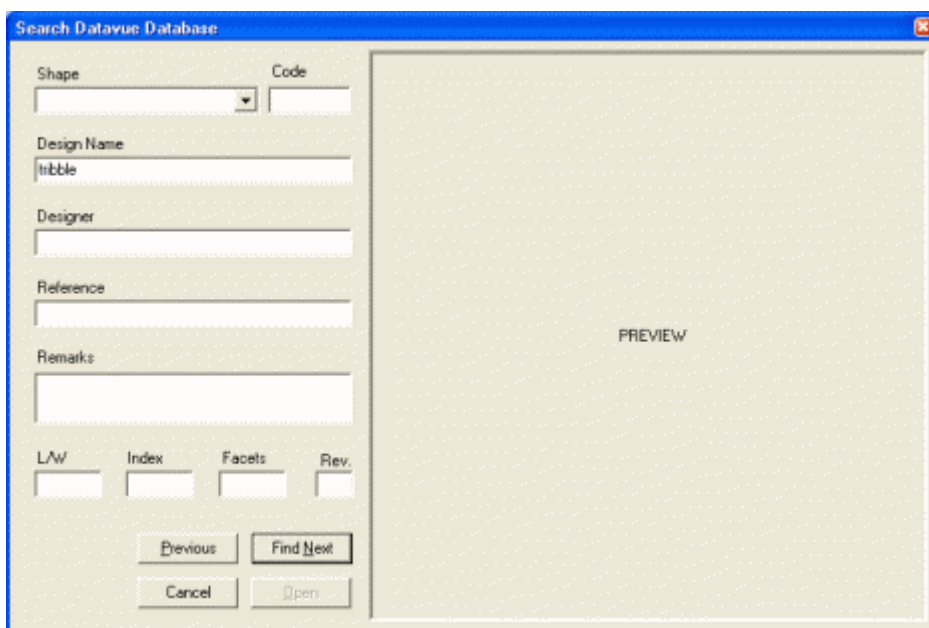 Search Datavue Database
Shape Code
Design Name
tribble
Designer
Reference
PREVIEW
Remarks
L/W Index Facets Rev.
Previous Find Next
Cancel Open